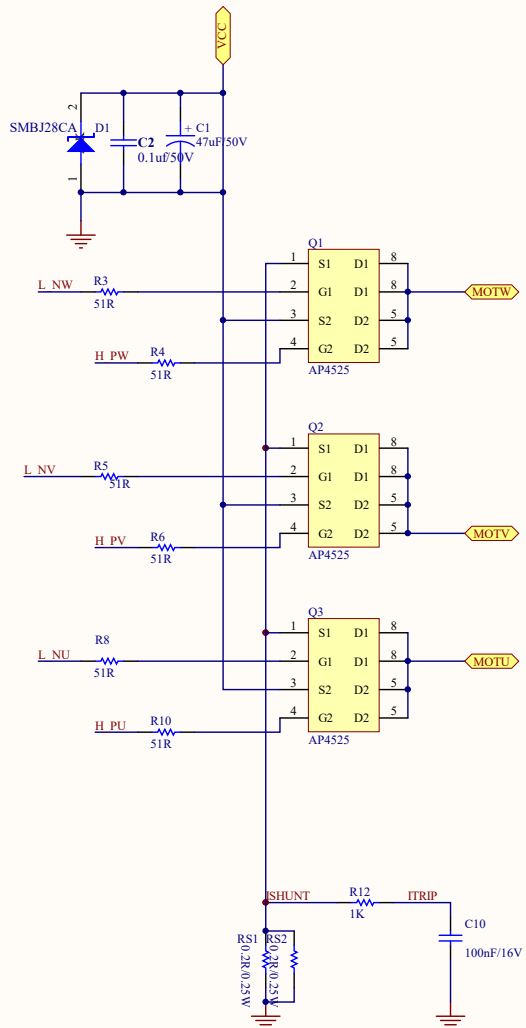 VCC
2
SMBJ28CA
D1
1
C2
0.1uf/50V
+
C1
47uF/50V
Q1
1 S1 D1 8
L_NW
R3
51R
2 G1 D1 8
MOTW
3 S2 D2 5
H_PW
R4
51R
4 G2 D2 5
AP4525
Q2
1 S1 D1 8
L_NV
R5
51R
2 G1 D1 8
3 S2 D2 5
H_PV
R6
51R
4 G2 D2 5
MOTV
AP4525
Q3
1 S1 D1 8
L_NU
R8
51R
2 G1 D1 8
MOTU
3 S2 D2 5
H_PU
R10
51R
4 G2 D2 5
AP4525
ISHUNT
R12
1K
ITRIP
RS1
0.2R/0.25W
RS2
0.2R/0.25W
C10
100nF/16V